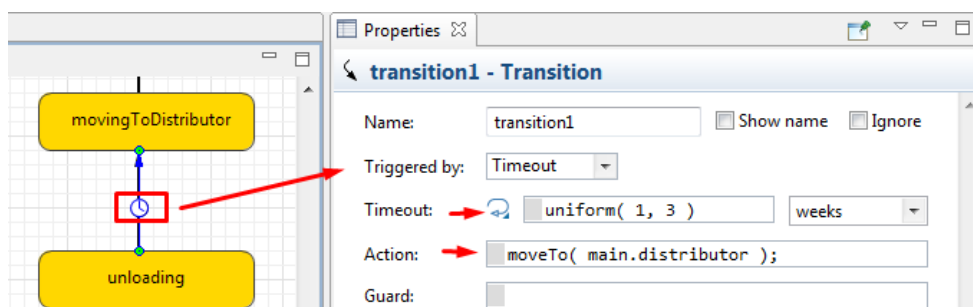 Properties
transition1 - Transition
movingToDistributor
Name: transition1 Show name Ignore
Triggered by: Timeout
Timeout: uniform( 1, 3 ) weeks
Action: moveTo( main.distributor );
unloading
Guard: